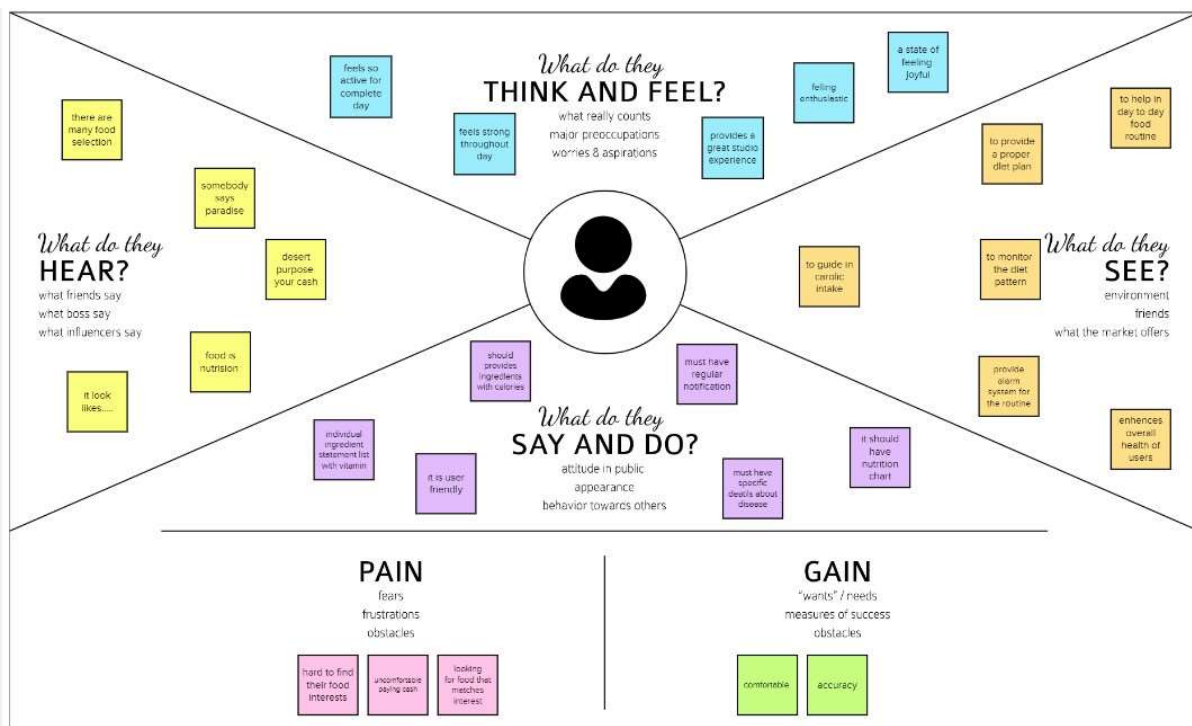 What do they
THINK AND FEEL?
what really counts
major preoccupations
worries & aspirations
feels so
active for
complete
day
feels strong
throughout
day
provides a
great studio
experience
felling
enthusiastic
a state of
feeling
joyful
What do they
HEAR?
what friends say
what boss say
what influencers say
there are
many food
selection
somebody
says
paradise
desert
purpose
your cash
food is
nutrision
it look
likes.....
What do they
SEE?
environment
friends
what the market offers
to help in
day to day
food
routine
to provide
a proper
diet plan
to guide in
carolic
intake
to monitor
the diet
pattern
provide
alarm
system for
the routine
enhences
overall
health of
users
What do they
SAY AND DO?
attitude in public
appearance
behavior towards others
should
provides
ingredients
with calories
must have
regular
notification
individual
ingredient
statement list
with vitamin
it is user
friendly
must have
specific
deatils about
disease
it should
have
nutrition
chart
PAIN
fears
frustrations
obstacles
hard to find
their food
interests
uncomfortable
paying cash
looking
for food that
matches
interest
GAIN
"wants" / needs
measures of success
obstacles
comfortable
accuracy